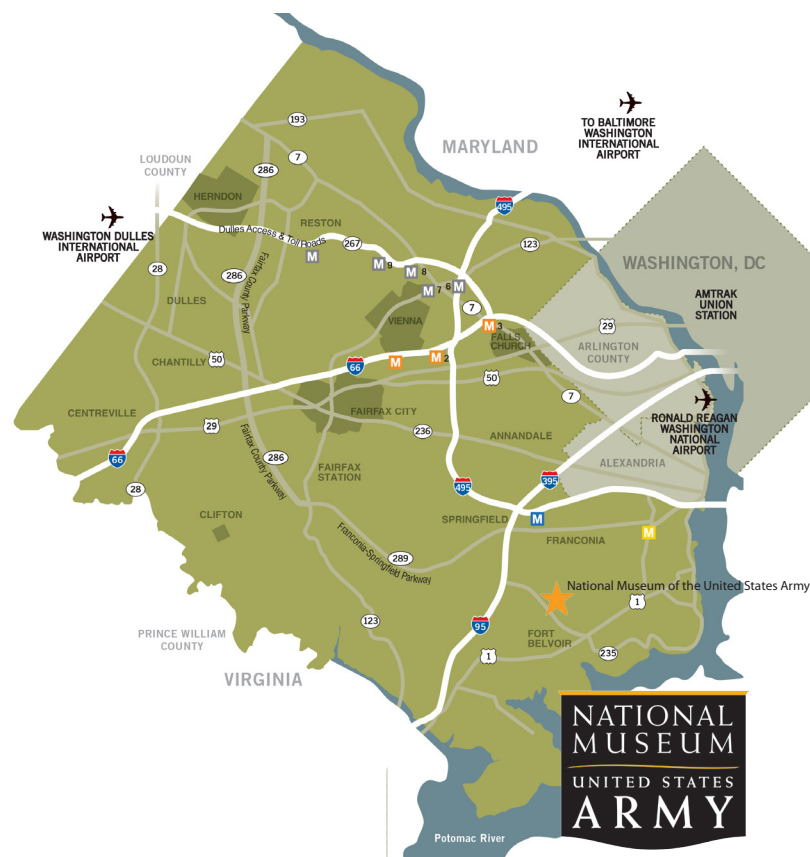 193
TO BALTIMORE
WASHINGTON
INTERNATIONAL
AIRPORT
MARYLAND
7
LOUDOUN
COUNTY
286
HERNDON
495
RESTON
WASHINGTON DULLES
INTERNATIONAL
AIRPORT
Dulles Access & Toll Roads
267
123
WASHINGTON, DC
28
Fairfax County Parkway
286
M
M 9
M 8
M 7
6 M
AMTRAK
UNION
STATION
DULLES
7
VIENNA
M 3
29
FALLS
CHURCH
ARLINGTON
COUNTY
CHANTILLY
50
66
M
M 2
50
7
CENTREVILLE
29
FAIRFAX CITY
236
RONALD REAGAN
WASHINGTON
NATIONAL
AIRPORT
ANNANDALE
66
Fairfax County Parkway
286
FAIRFAX
STATION
ALEXANDRIA
28
495
395
CLIFTON
SPRINGFIELD
M
FRANCONIA
M
Franconia-Springfield Parkway
289
National Museum of the United States Army
1
123
95
PRINCE WILLIAM
COUNTY
FORT
BELVOIR
1
235
VIRGINIA
NATIONAL
MUSEUM
UNITED STATES
ARMY
Potomac River